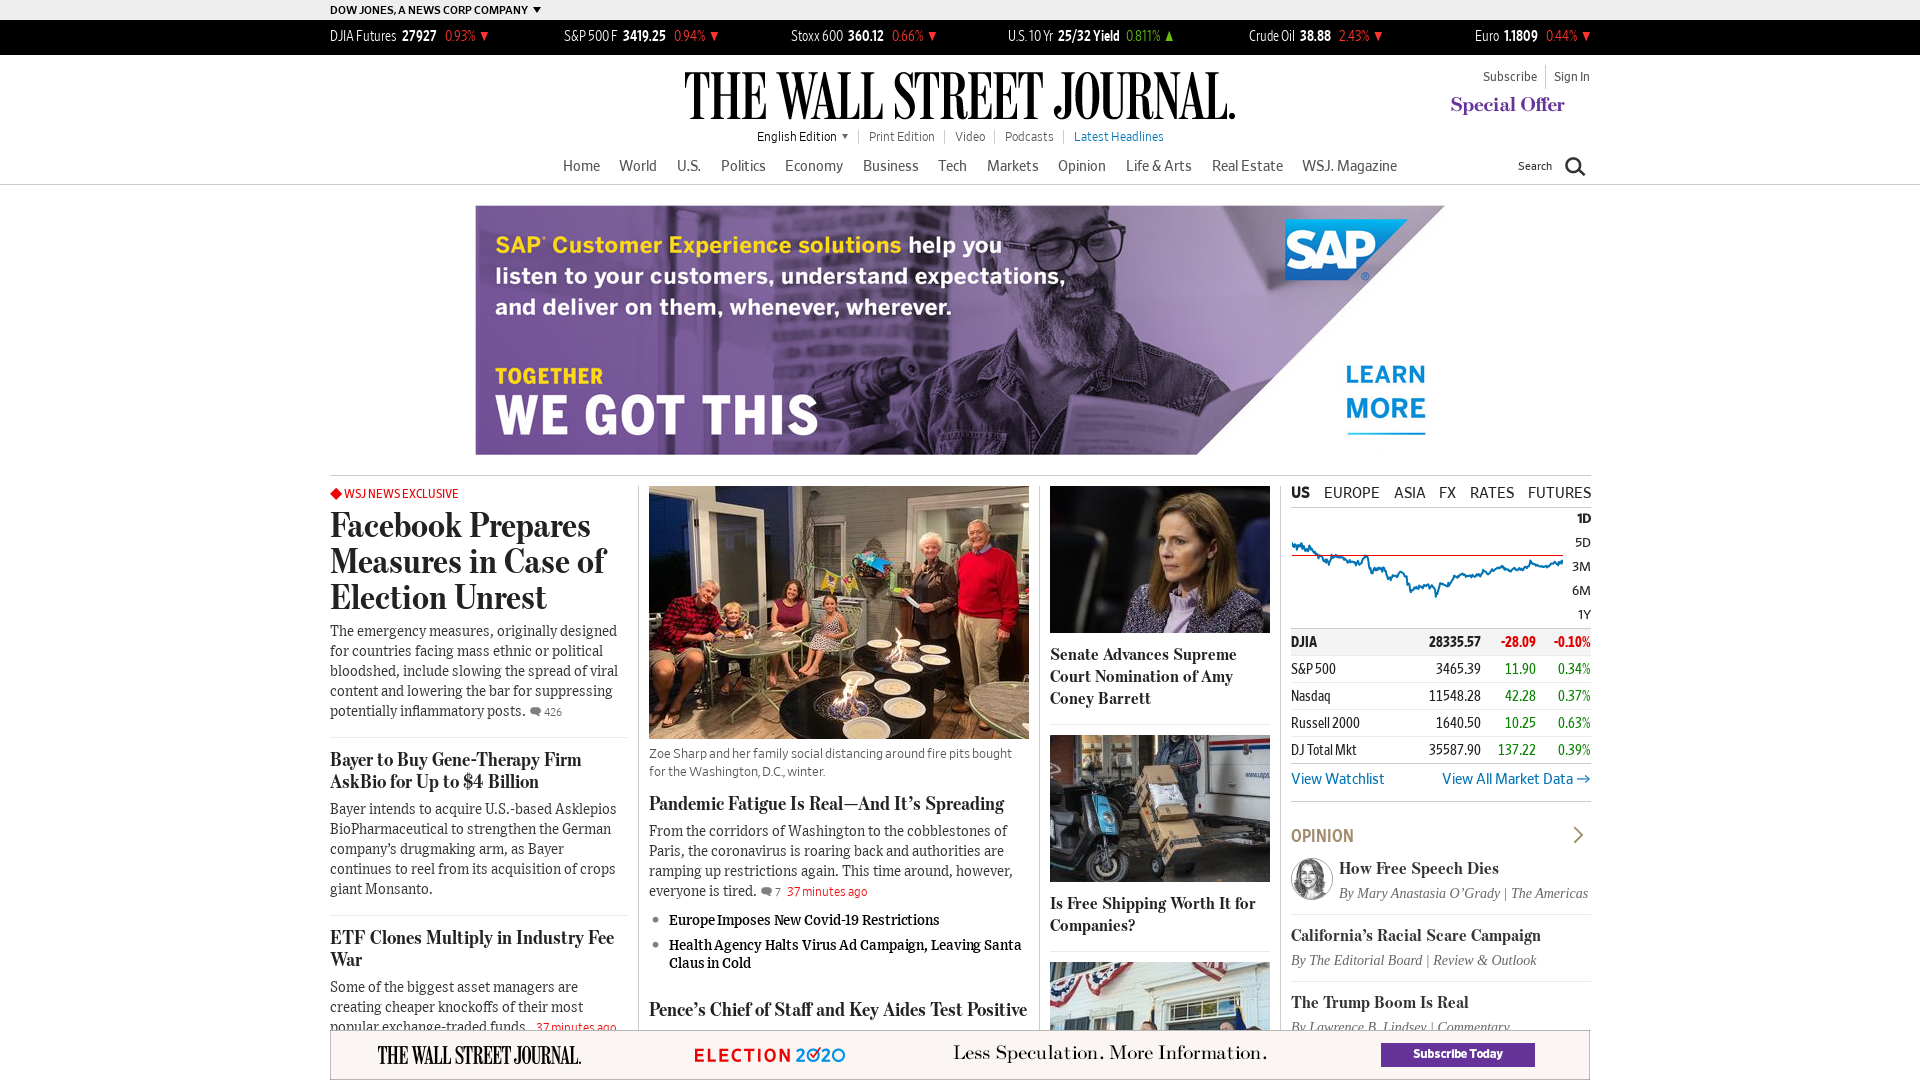 DOW JONES, A NEWS CORP COMPANY
DJIA Futures 27927 0.93% S&P 500 F 3419.25 0.94% Stoxx 600 360.12 0.66% U.S. 10 Yr 25/32 Yield 0.811% Crude Oil 38.88 2.43% Euro 1.1809 0.44%
THE WALL STREET JOURNAL.
Subscribe Sign In
Special Offer
English Edition Print Edition Video Podcasts Latest Headlines
Home World U.S. Politics Economy Business Tech Markets Opinion Life & Arts Real Estate WSJ. Magazine Search
SAP Customer Experience solutions help you
listen to your customers, understand expectations,
and deliver on them, whenever, wherever.
TOGETHER
WE GOT THIS
SAP®
LEARN
MORE
WSJ NEWS EXCLUSIVE
Facebook Prepares
Measures in Case of
Election Unrest
The emergency measures, originally designed
for countries facing mass ethnic or political
bloodshed, include slowing the spread of viral
content and lowering the bar for suppressing
potentially inflammatory posts. 426
Bayer to Buy Gene-Therapy Firm
AskBio for Up to $4 Billion
Bayer intends to acquire U.S.-based Asklepios
BioPharmaceutical to strengthen the German
company’s drugmaking arm, as Bayer
continues to reel from its acquisition of crops
giant Monsanto.
ETF Clones Multiply in Industry Fee
War
Some of the biggest asset managers are
creating cheaper knockoffs of their most
popular exchange-traded funds. 37 minutes ago
Zoe Sharp and her family social distancing around fire pits bought
for the Washington, D.C., winter.
Pandemic Fatigue Is Real—And It’s Spreading
From the corridors of Washington to the cobblestones of
Paris, the coronavirus is roaring back and authorities are
ramping up restrictions again. This time around, however,
everyone is tired. 7 37 minutes ago
Europe Imposes New Covid-19 Restrictions
Health Agency Halts Virus Ad Campaign, Leaving Santa
Claus in Cold
Pence’s Chief of Staff and Key Aides Test Positive
Senate Advances Supreme
Court Nomination of Amy
Coney Barrett
Is Free Shipping Worth It for
Companies?
US EUROPE ASIA FX RATES FUTURES
1D
5D
3M
6M
1Y
DJIA 28335.57 -28.09 -0.10%
S&P 500 3465.39 11.90 0.34%
Nasdaq 11548.28 42.28 0.37%
Russell 2000 1640.50 10.25 0.63%
DJ Total Mkt 35587.90 137.22 0.39%
View Watchlist View All Market Data
OPINION
How Free Speech Dies
By Mary Anastasia O’Grady | The Americas
California’s Racial Scare Campaign
By The Editorial Board | Review & Outlook
The Trump Boom Is Real
By Lawrence B. Lindsey | Commentary
THE WALL STREET JOURNAL. ELECTION 2020 Less Speculation. More Information. Subscribe Today